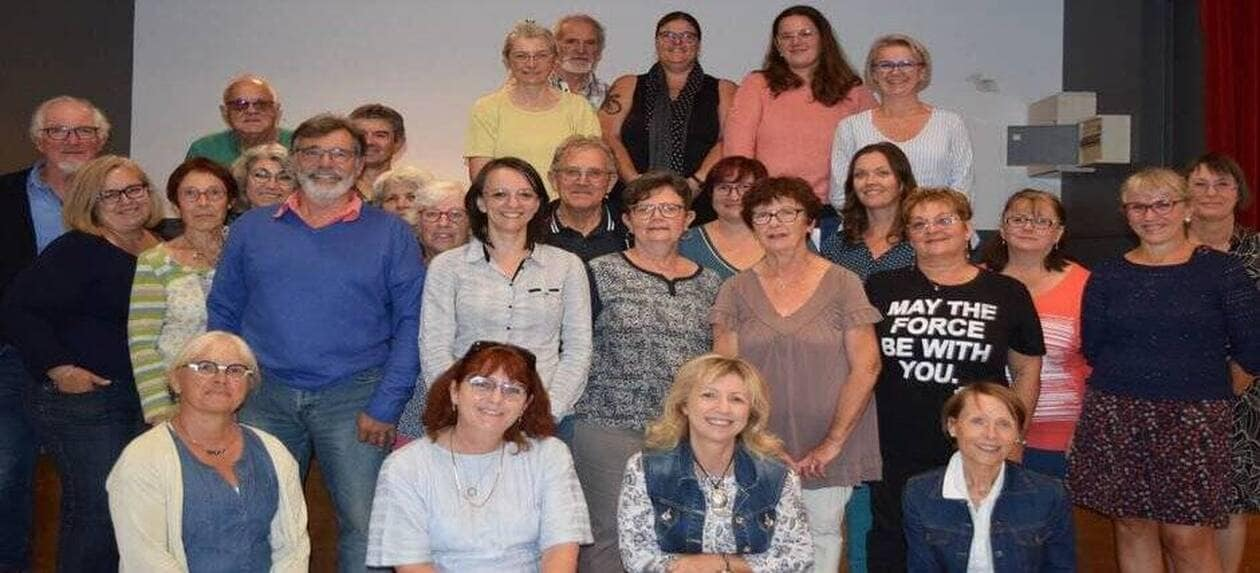 MAY THE
FORCE
BE WITH
YOU.